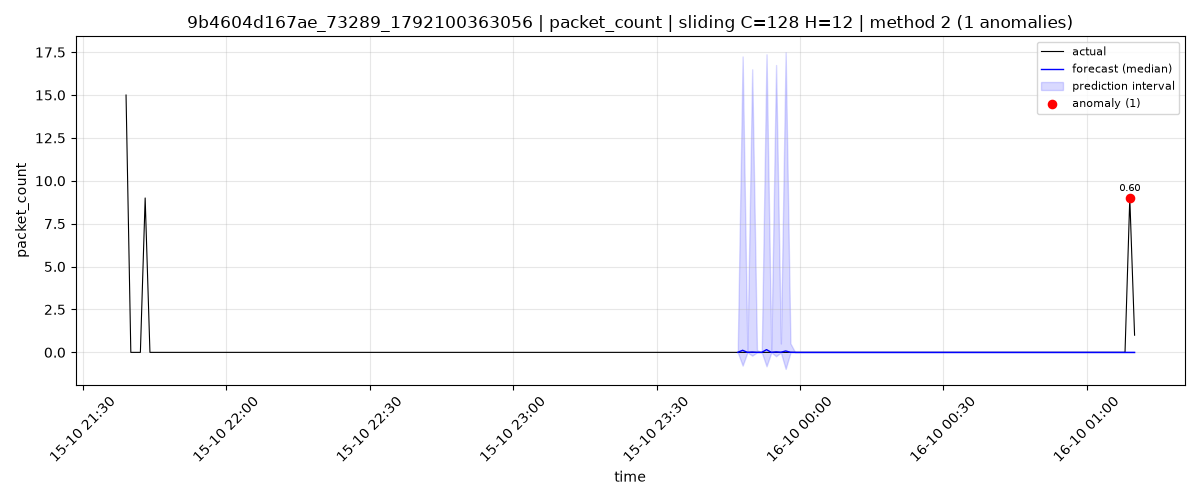 9b4604d167ae_73289_1792100363056 | packet_count | sliding C=128 H=12 | method 2 (1 anomalies)
packet_count
17.5
15.0
12.5
10.0
7.5
5.0
2.5
0.0
actual
forecast (median)
prediction interval
anomaly (1)
0.60
15-10 21:30
15-10 22:00
15-10 22:30
15-10 23:00
15-10 23:30
16-10 00:00
16-10 00:30
16-10 01:00
time